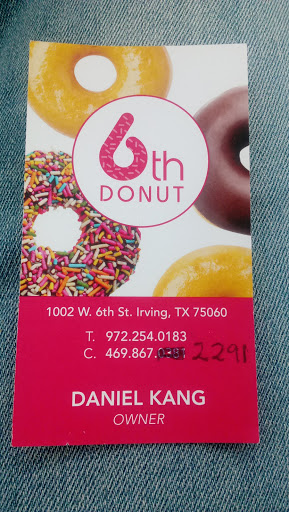 6th
DONUT
1002 W. 6th St. Irving, TX 75060
T. 972.254.0183
C. 469.867. 2291
DANIEL KANG
OWNER